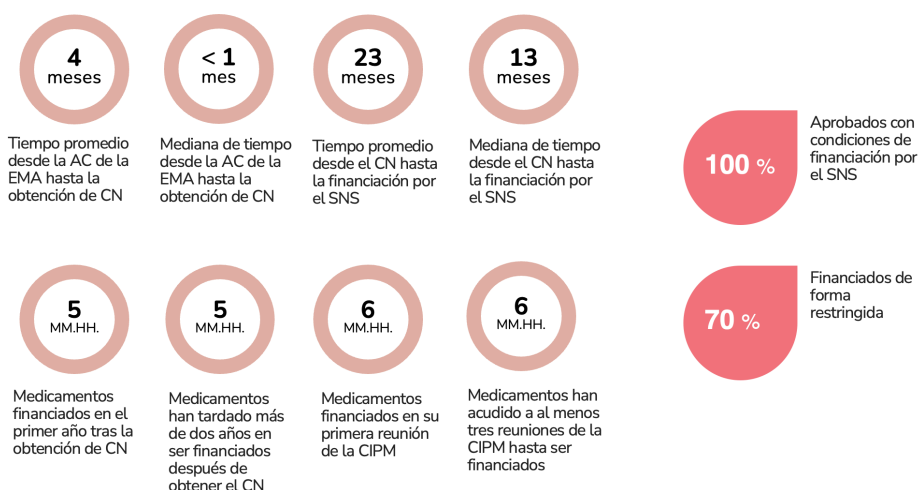 4
meses
Tiempo promedio
desde la AC de la
EMA hasta la
obtención de CN
< 1
mes
Mediana de tiempo
desde la AC de la
EMA hasta la
obtención de CN
23
meses
Tiempo promedio
desde el CN hasta
la financiación por
el SNS
13
meses
Mediana de tiempo
desde el CN hasta
la financiación por
el SNS
100 %
Aprobados con
condiciones de
financiación por
el SNS
5
MM.HH.
Medicamentos
financiados en el
primer año tras la
obtención de CN
5
MM.HH.
Medicamentos
han tardado más
de dos años en
ser financiados
después de
obtener el CN
6
MM.HH.
Medicamentos
financiados en su
primera reunión
de la CIPM
6
MM.HH.
Medicamentos han
acudido a al menos
tres reuniones de la
CIPM hasta ser
financiados
70 %
Financiados de
forma
restringida